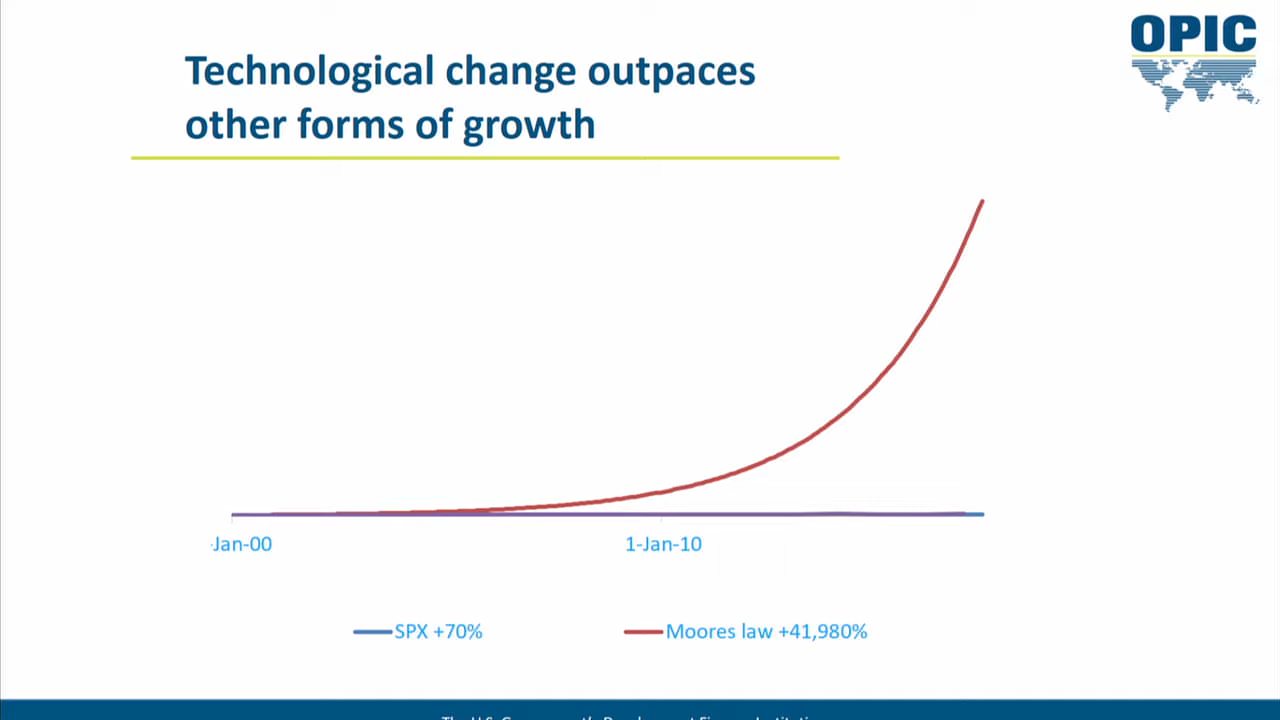 OPIC
Technological change outpaces
other forms of growth
Jan-00
1-Jan-10
SPX +70%
Moores law +41,980%